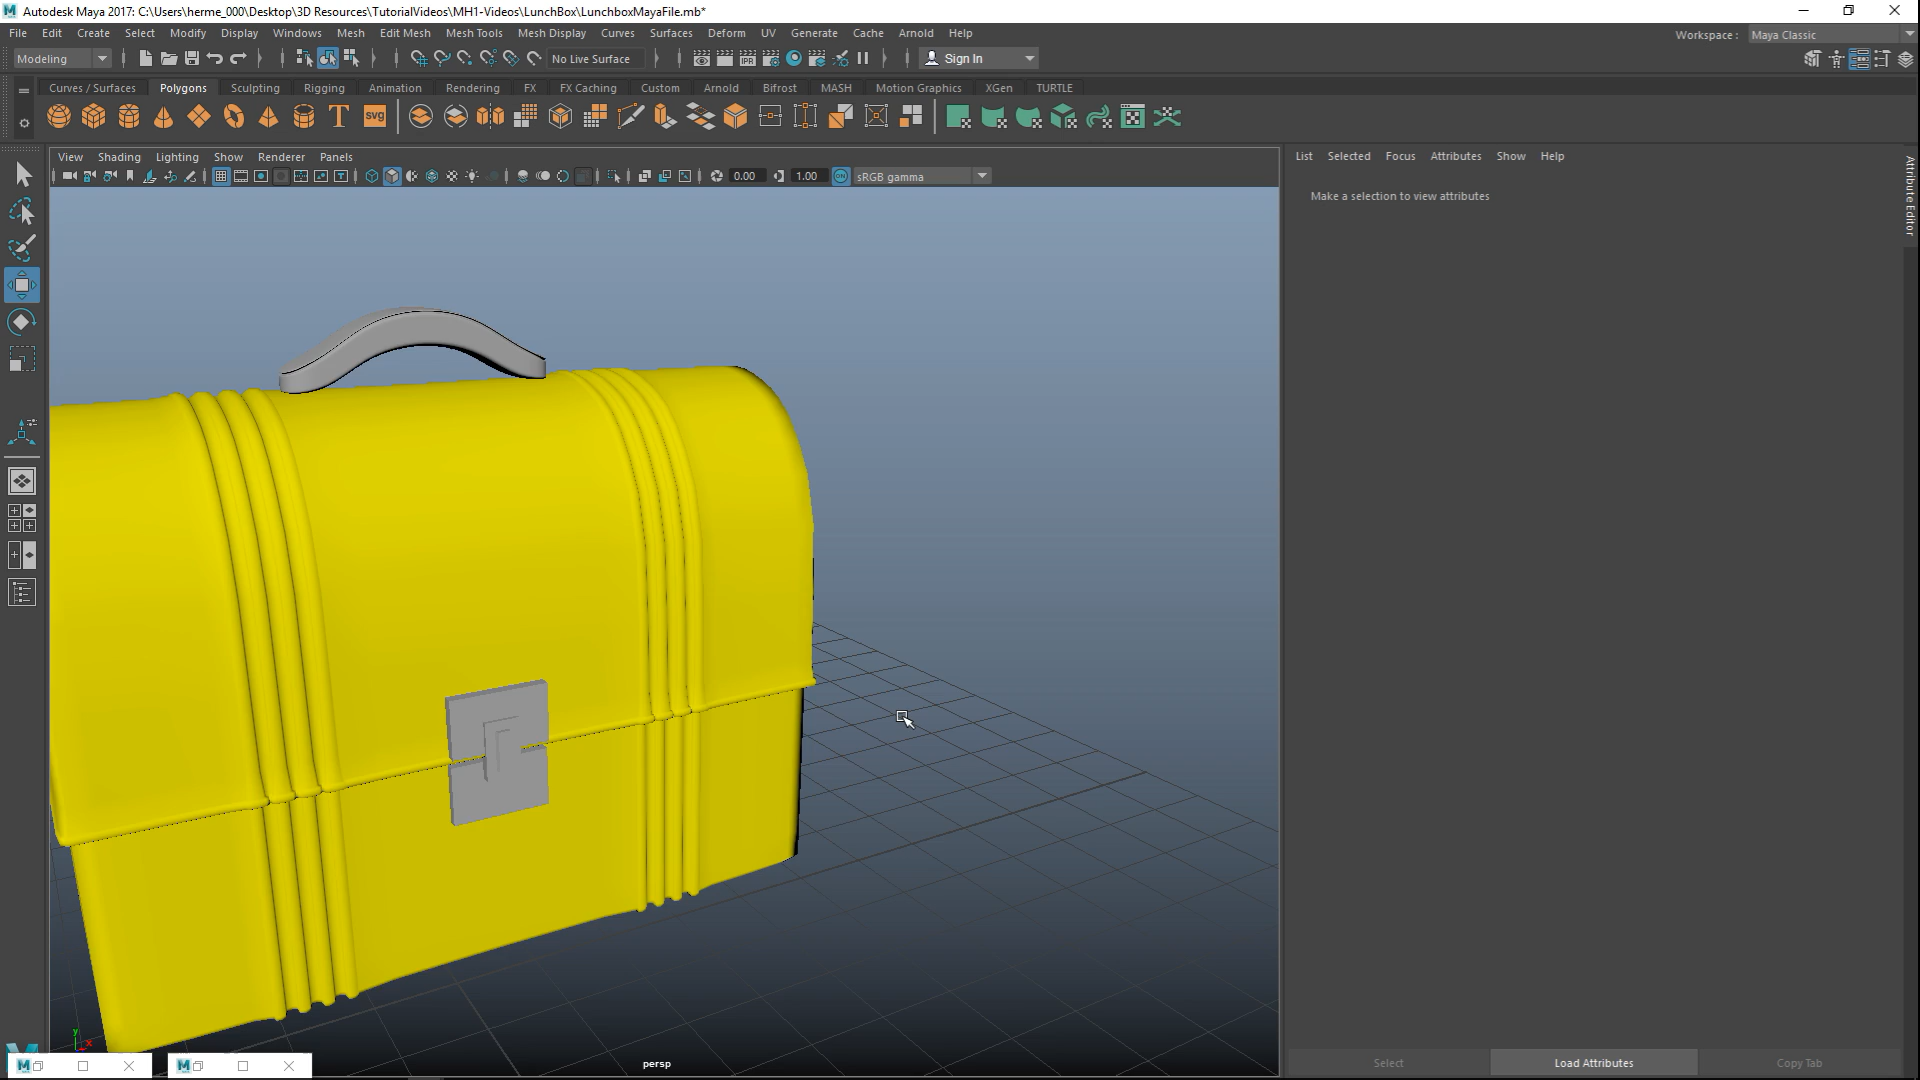 Autodesk Maya 2017: C:\Users\herme_000\Desktop\3D Resources\TutorialVideos\MH1-Videos\LunchBox\LunchboxMayaFile.mb*
File Edit Create Select Modify Display Windows Mesh Edit Mesh Mesh Tools Mesh Display Curves Surfaces Deform UV Generate Cache Arnold Help
Workspace : Maya Classic
Modeling No Live Surface IPR Sign In
Curves / Surfaces Polygons Sculpting Rigging Animation Rendering FX FX Caching Custom Arnold Bifrost MASH Motion Graphics XGen TURTLE
T SVG
View Shading Lighting Show Renderer Panels
0.00 1.00 ON sRGB gamma
List Selected Focus Attributes Show Help
Make a selection to view attributes
Attribute Editor
y
x
persp
Select Load Attributes Copy Tab